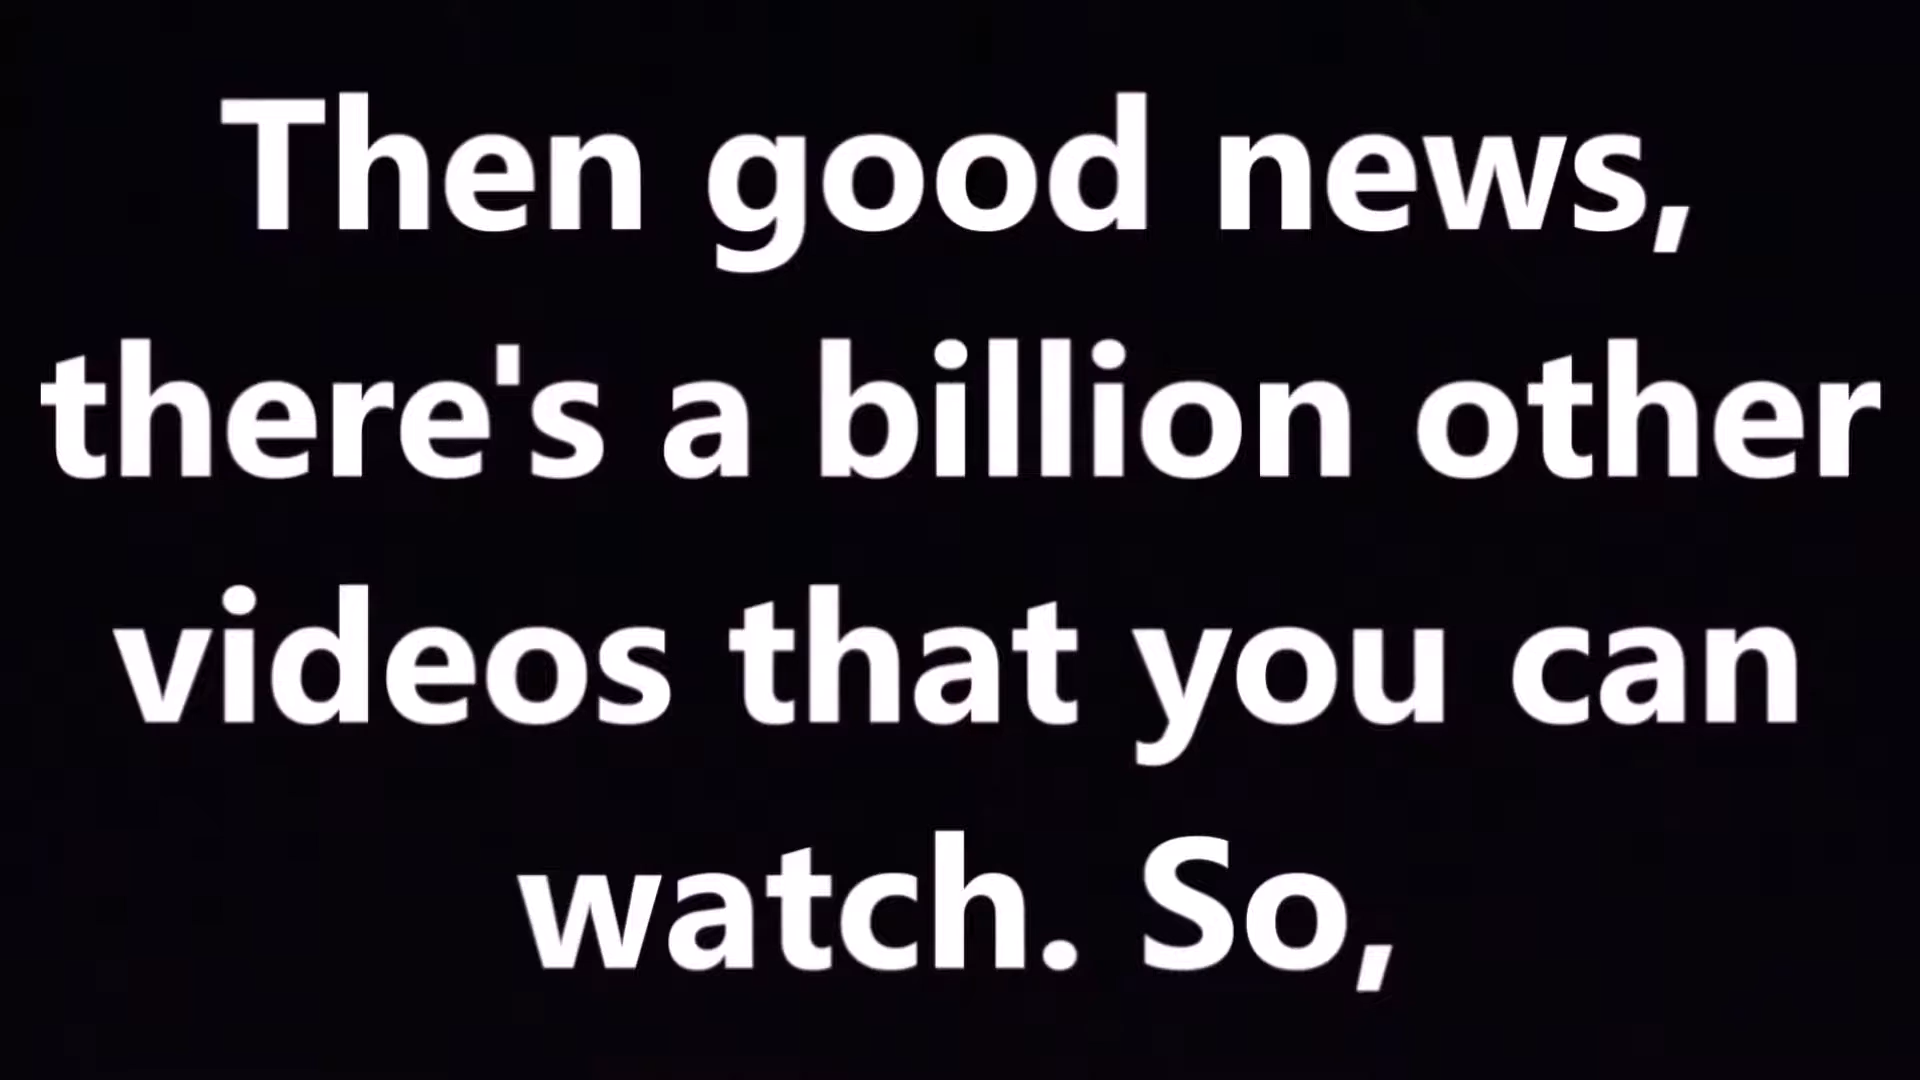 Then good news,
there's a billion other
videos that you can
watch. So,